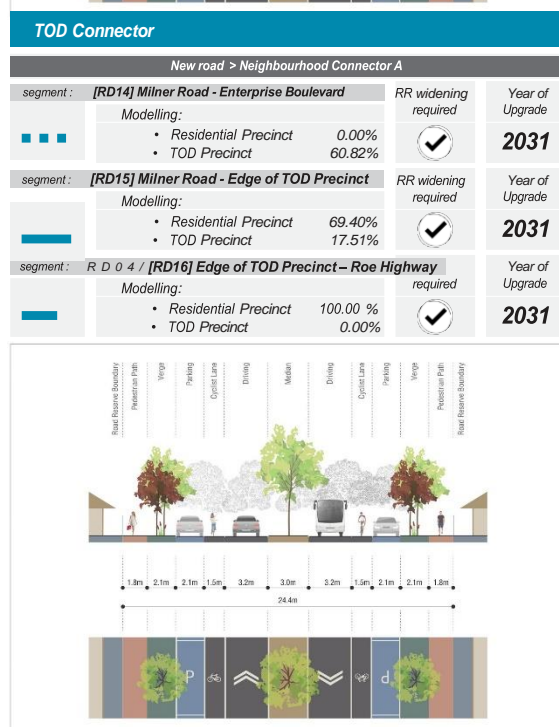 TOD Connector
New road > Neighbourhood Connector A
segment : [RD14] Milner Road - Enterprise Boulevard
RR widening required
Year of Upgrade
Modelling:
• Residential Precinct 0.00%
• TOD Precinct 60.82%
2031
segment : [RD15] Milner Road - Edge of TOD Precinct
RR widening required
Year of Upgrade
Modelling:
• Residential Precinct 69.40%
• TOD Precinct 17.51%
2031
segment : RD04/ [RD16] Edge of TOD Precinct – Roe Highway
required
Year of Upgrade
Modelling:
• Residential Precinct 100.00 %
• TOD Precinct 0.00%
2031
Road Reserve Boundary
Pedestrian Path
Verge
Parking
Cyclist Lane
Driving
Median
Driving
Cyclist Lane
Parking
Verge
Pedestrian Path
Road Reserve Boundary
1.8m 2.1m 2.1m 1.5m 3.2m 3.0m 3.2m 1.5m 2.1m 2.1m 1.8m
24.4m
P
P